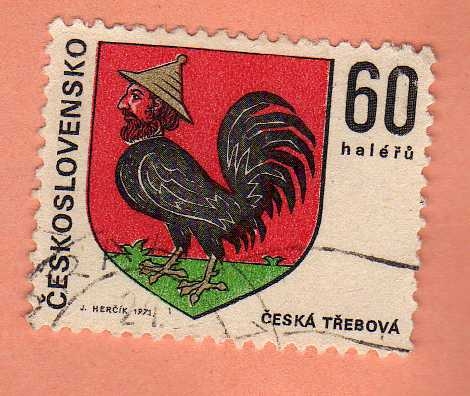 ČESKOSLOVENSKO
60
haléřů
J. HERČÍK 1971
ČESKÁ TŘEBOVÁ